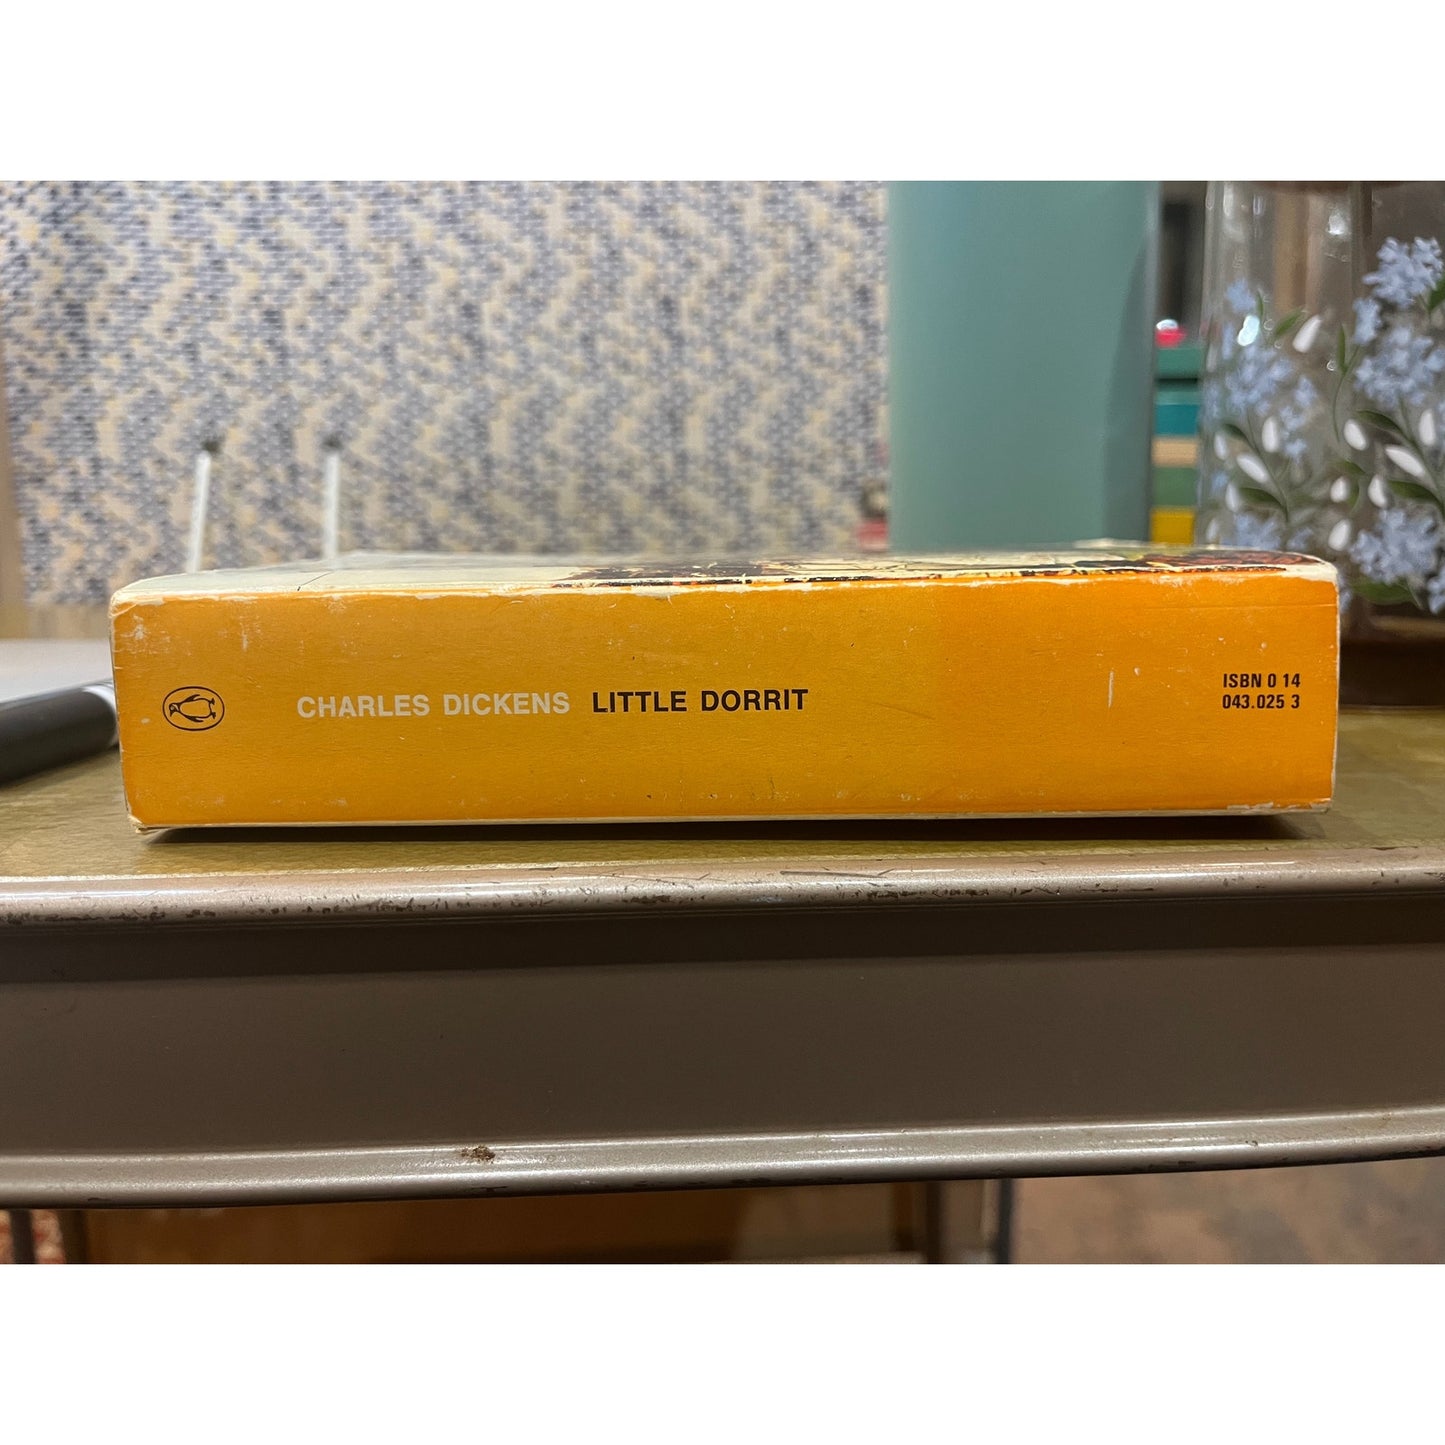 CHARLES DICKENS LITTLE DORRIT
ISBN 0 14
043.025 3